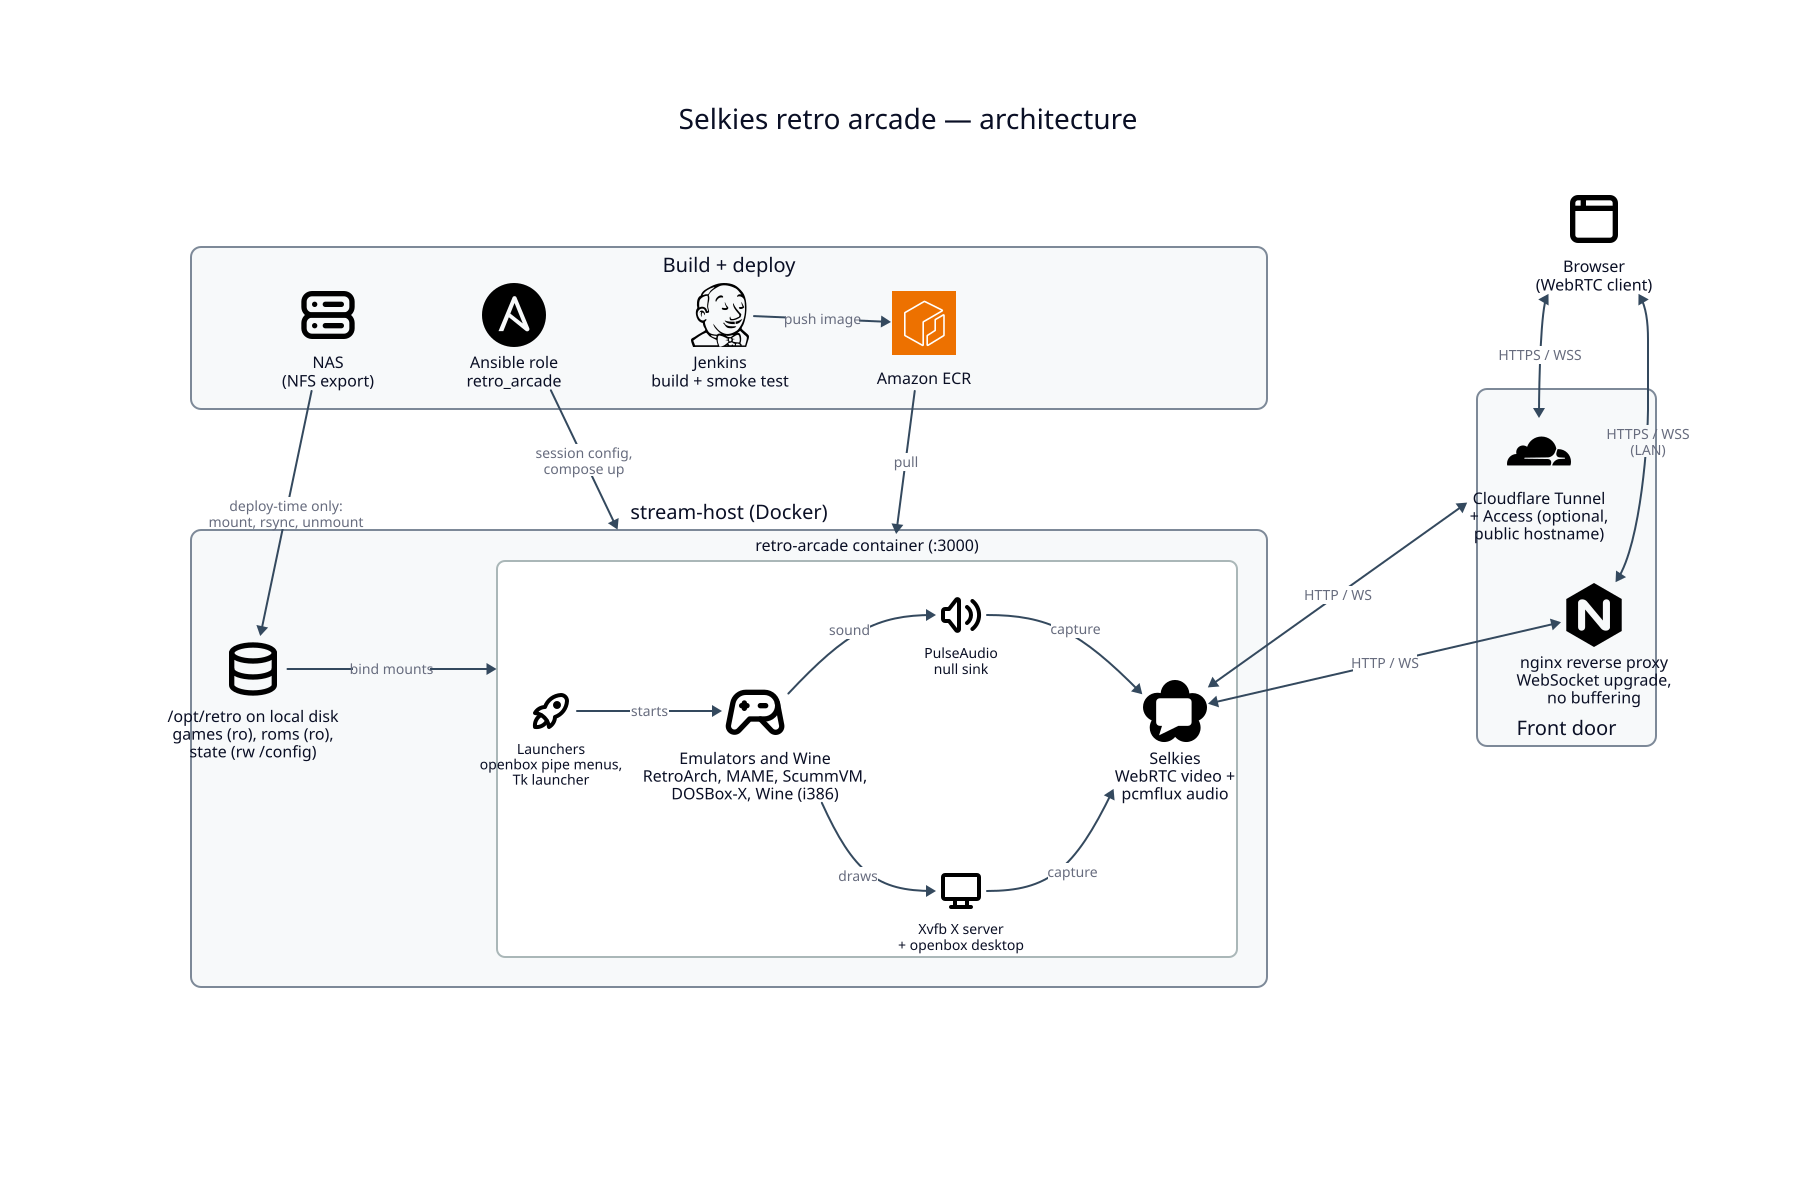 Selkies retro arcade — architecture
Browser
(WebRTC client)
Build + deploy
NAS
(NFS export)
Ansible role
retro_arcade
Jenkins
build + smoke test
push image
Amazon ECR
HTTPS / WSS
HTTPS / WSS
(LAN)
session config,
compose up
pull
deploy-time only:
mount, rsync, unmount
Cloudflare Tunnel
+ Access (optional,
public hostname)
stream-host (Docker)
retro-arcade container (:3000)
HTTP / WS
HTTP / WS
nginx reverse proxy
WebSocket upgrade,
no buffering
Front door
sound
PulseAudio
null sink
capture
bind mounts
/opt/retro on local disk
games (ro), roms (ro),
state (rw /config)
starts
Launchers
openbox pipe menus,
Tk launcher
Emulators and Wine
RetroArch, MAME, ScummVM,
DOSBox-X, Wine (i386)
Selkies
WebRTC video +
pcmflux audio
draws
capture
Xvfb X server
+ openbox desktop